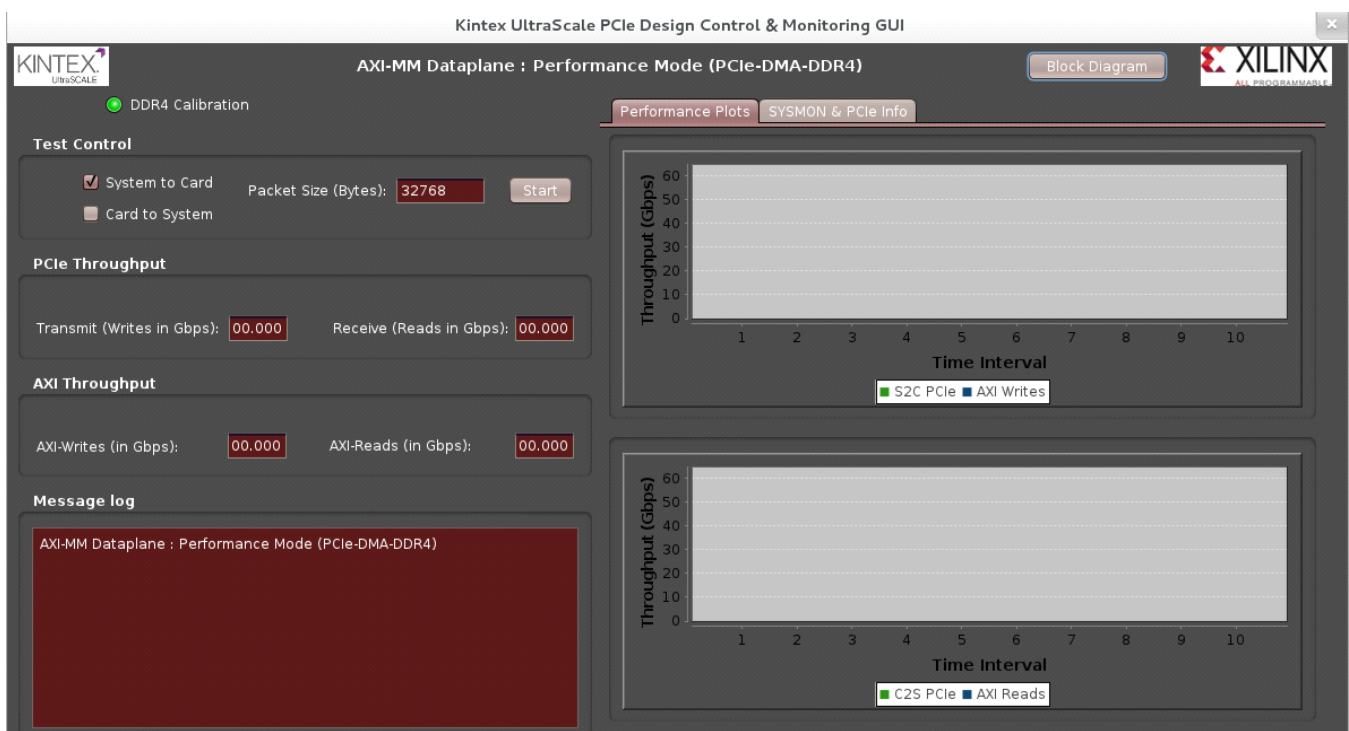 Kintex UltraScale PCIe Design Control & Monitoring GUI
KINTEX.
UltraSCALE
AXI-MM Dataplane : Performance Mode (PCIe-DMA-DDR4)
Block Diagram
XILINX
ALL PROGRAMMABLE
DDR4 Calibration
Performance Plots
SYSMON & PCIe Info
Test Control
System to Card
Packet Size (Bytes): 32768
Start
Card to System
PCIe Throughput
Transmit (Writes in Gbps): 00.000
Receive (Reads in Gbps): 00.000
AXI Throughput
AXI-Writes (in Gbps): 00.000
AXI-Reads (in Gbps): 00.000
Message log
AXI-MM Dataplane : Performance Mode (PCIe-DMA-DDR4)
Throughput (Gbps)
60
50
40
30
20
10
0
1 2 3 4 5 6 7 8 9 10
Time Interval
S2C PCIe AXI Writes
Throughput (Gbps)
60
50
40
30
20
10
0
1 2 3 4 5 6 7 8 9 10
Time Interval
C2S PCIe AXI Reads